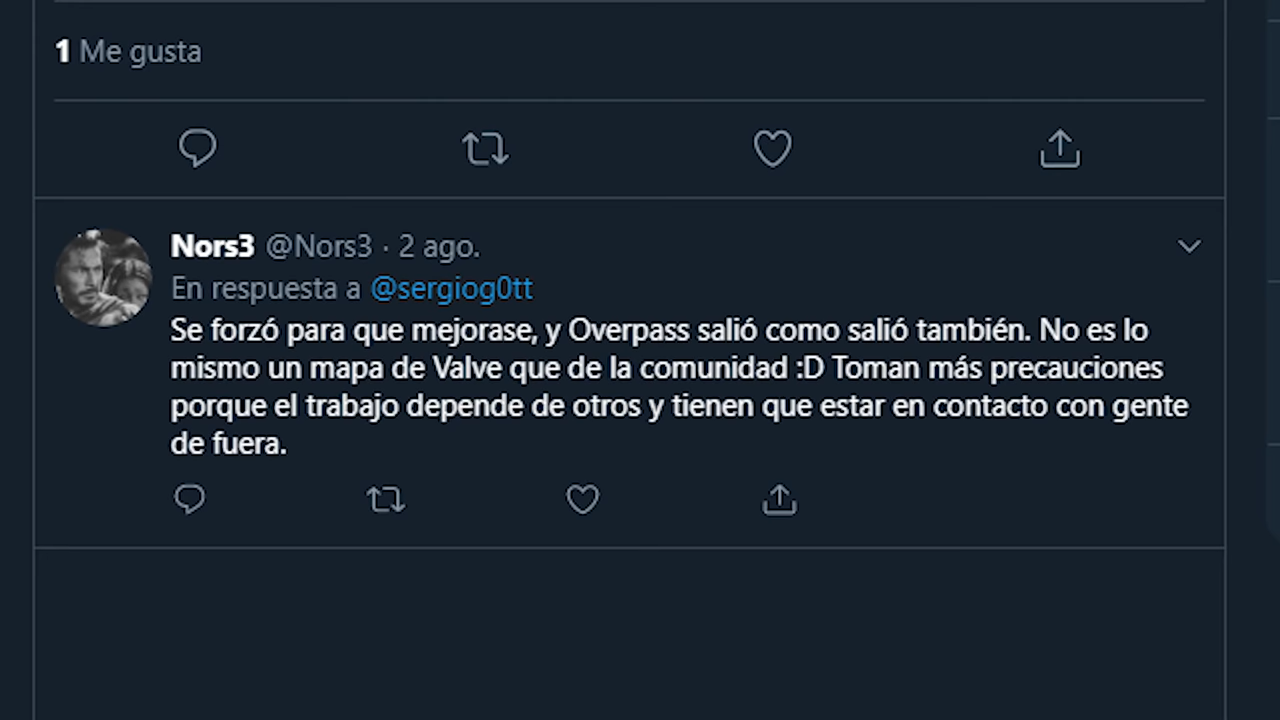 1 Me gusta
Nors3 @Nors3 · 2 ago.
En respuesta a @sergiog0tt
Se forzó para que mejorase, y Overpass salió como salió también. No es lo
mismo un mapa de Valve que de la comunidad :D Toman más precauciones
porque el trabajo depende de otros y tienen que estar en contacto con gente
de fuera.